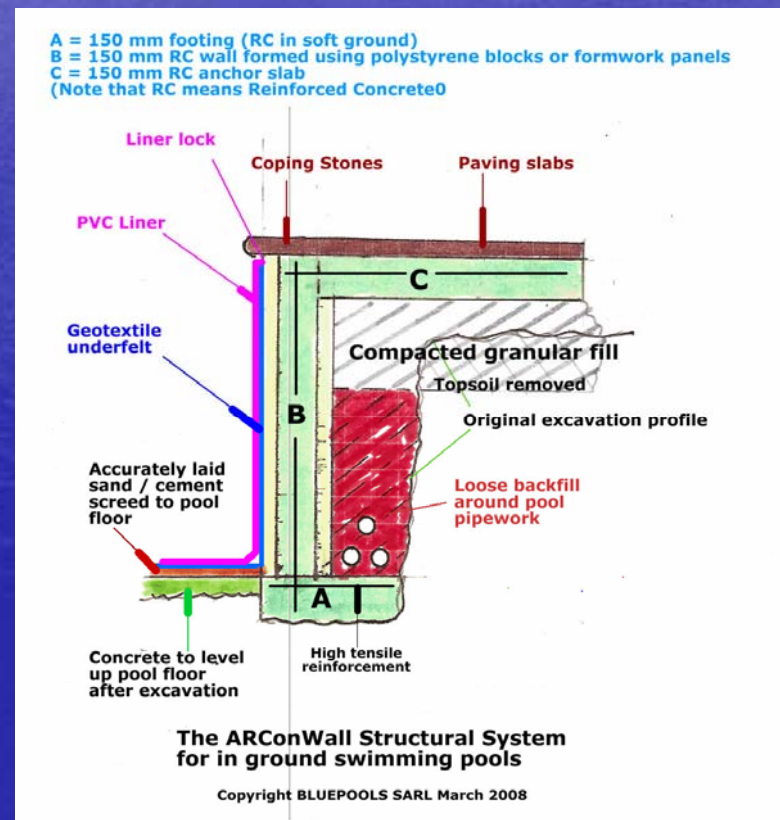 A = 150 mm footing (RC in soft ground)
B = 150 mm RC wall formed using polystyrene blocks or formwork panels
C = 150 mm RC anchor slab
(Note that RC means Reinforced Concrete0
Liner lock
Coping Stones
Paving slabs
PVC Liner
C
Geotextile
underfelt
Compacted granular fill
Topsoil removed
B
Original excavation profile
Accurately laid
sand / cement
screed to pool
floor
Loose backfill
around pool
pipework
A
High tensile
reinforcement
Concrete to level
up pool floor
after excavation
The ARConWall Structural System
for in ground swimming pools
Copyright BLUEPOOLS SARL March 2008